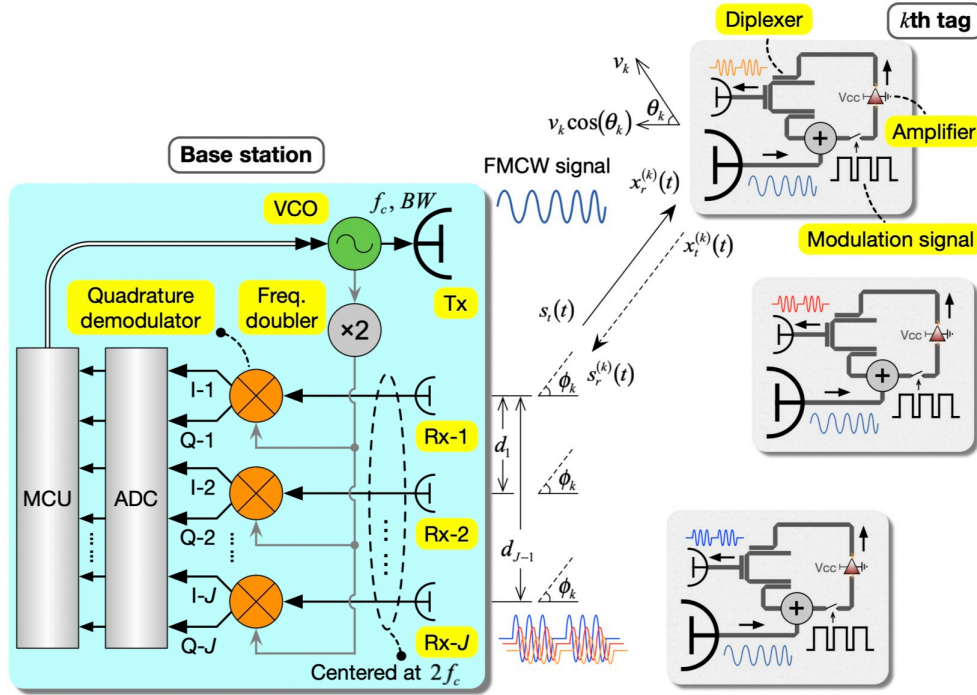 Diplexer
kth tag
v_k
θ_k
v_k cos(θ_k)
Vcc
Amplifier
Modulation signal
Base station
FMCW signal
x_r^(k)(t)
x_t^(k)(t)
s_t(t)
s_r^(k)(t)
VCO
f_c, BW
Tx
Quadrature
demodulator
Freq.
doubler
×2
MCU
ADC
I-1
Q-1
Rx-1
I-2
Q-2
Rx-2
I-J
Q-J
Rx-J
Centered at 2f_c
ϕ_k
d_1
ϕ_k
d_{J-1}
ϕ_k
Vcc
Vcc